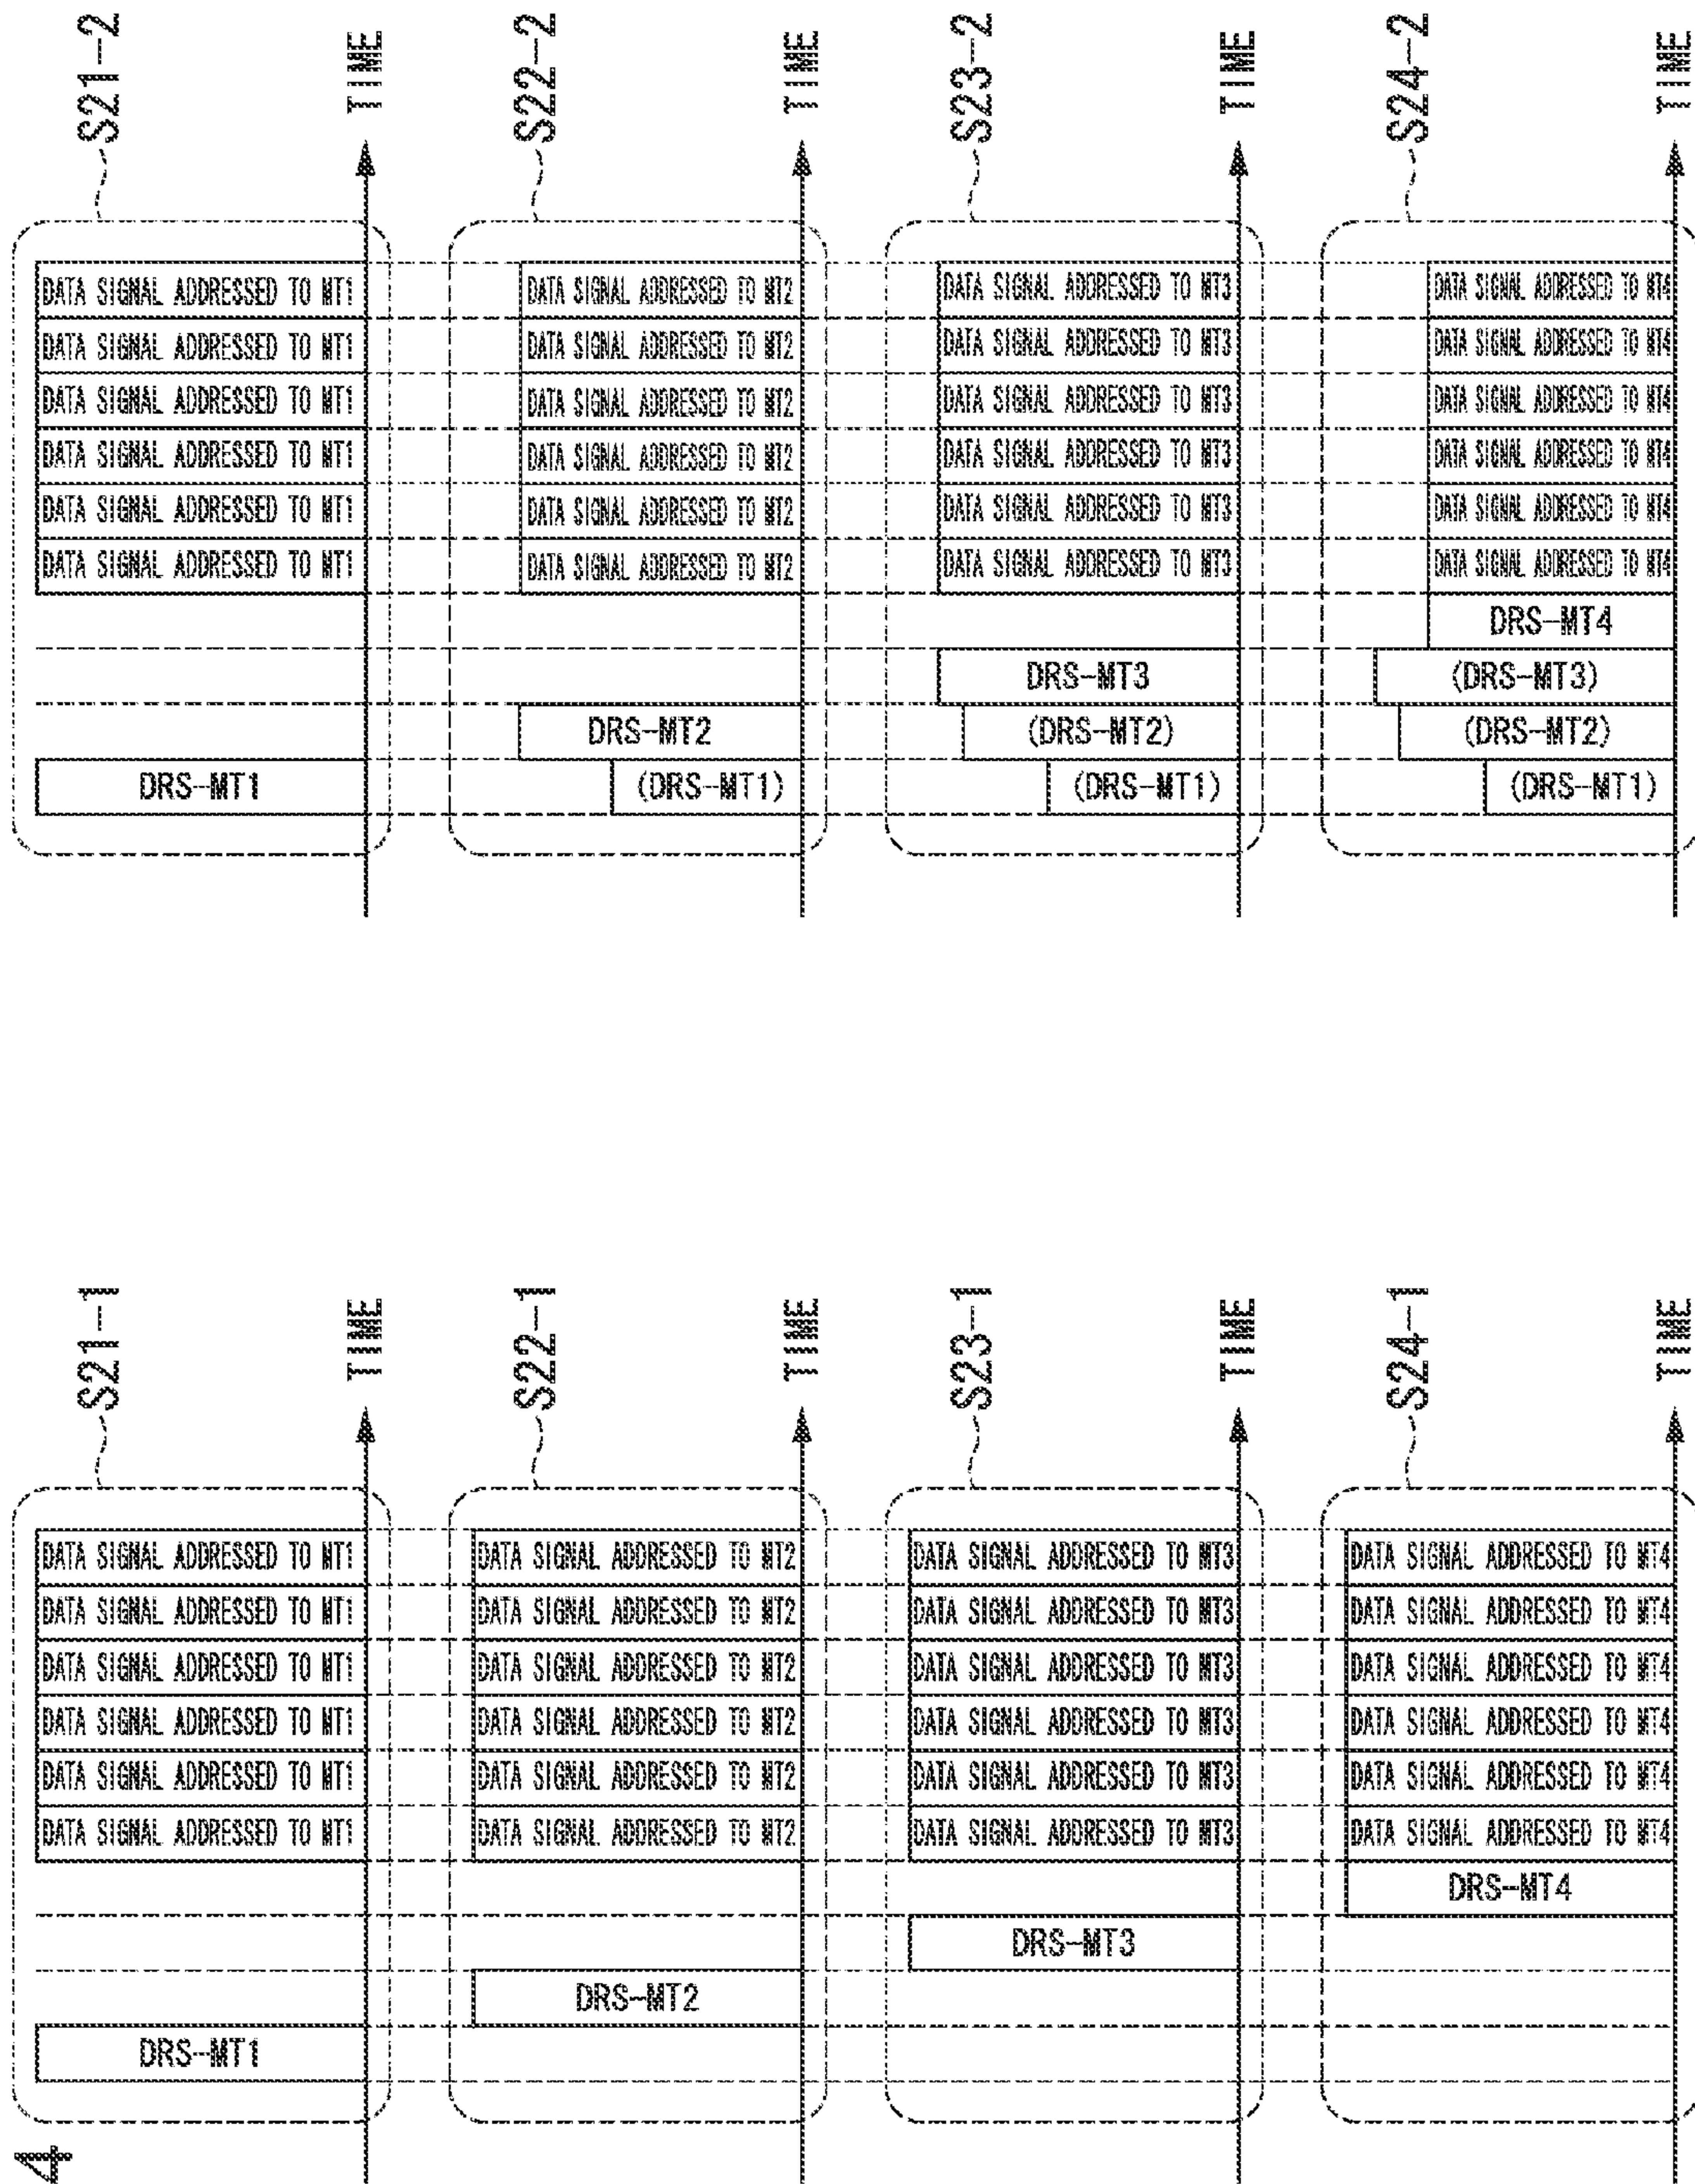 S21-2
TIME
DATA SIGNAL ADDRESSED TO MT1
DATA SIGNAL ADDRESSED TO MT1
DATA SIGNAL ADDRESSED TO MT1
DATA SIGNAL ADDRESSED TO MT1
DATA SIGNAL ADDRESSED TO MT1
DATA SIGNAL ADDRESSED TO MT1
DRS-MT1
S22-2
TIME
DATA SIGNAL ADDRESSED TO MT2
DATA SIGNAL ADDRESSED TO MT2
DATA SIGNAL ADDRESSED TO MT2
DATA SIGNAL ADDRESSED TO MT2
DATA SIGNAL ADDRESSED TO MT2
DATA SIGNAL ADDRESSED TO MT2
DRS-MT2
(DRS-MT1)
S23-2
TIME
DATA SIGNAL ADDRESSED TO MT3
DATA SIGNAL ADDRESSED TO MT3
DATA SIGNAL ADDRESSED TO MT3
DATA SIGNAL ADDRESSED TO MT3
DATA SIGNAL ADDRESSED TO MT3
DATA SIGNAL ADDRESSED TO MT3
DRS-MT3
(DRS-MT2)
(DRS-MT1)
S24-2
TIME
DATA SIGNAL ADDRESSED TO MT4
DATA SIGNAL ADDRESSED TO MT4
DATA SIGNAL ADDRESSED TO MT4
DATA SIGNAL ADDRESSED TO MT4
DATA SIGNAL ADDRESSED TO MT4
DATA SIGNAL ADDRESSED TO MT4
DRS-MT4
(DRS-MT3)
(DRS-MT2)
(DRS-MT1)
S21-1
TIME
DATA SIGNAL ADDRESSED TO MT1
DATA SIGNAL ADDRESSED TO MT1
DATA SIGNAL ADDRESSED TO MT1
DATA SIGNAL ADDRESSED TO MT1
DATA SIGNAL ADDRESSED TO MT1
DATA SIGNAL ADDRESSED TO MT1
DRS-MT1
S22-1
TIME
DATA SIGNAL ADDRESSED TO MT2
DATA SIGNAL ADDRESSED TO MT2
DATA SIGNAL ADDRESSED TO MT2
DATA SIGNAL ADDRESSED TO MT2
DATA SIGNAL ADDRESSED TO MT2
DATA SIGNAL ADDRESSED TO MT2
DRS-MT2
S23-1
TIME
DATA SIGNAL ADDRESSED TO MT3
DATA SIGNAL ADDRESSED TO MT3
DATA SIGNAL ADDRESSED TO MT3
DATA SIGNAL ADDRESSED TO MT3
DATA SIGNAL ADDRESSED TO MT3
DATA SIGNAL ADDRESSED TO MT3
DRS-MT3
S24-1
TIME
DATA SIGNAL ADDRESSED TO MT4
DATA SIGNAL ADDRESSED TO MT4
DATA SIGNAL ADDRESSED TO MT4
DATA SIGNAL ADDRESSED TO MT4
DATA SIGNAL ADDRESSED TO MT4
DATA SIGNAL ADDRESSED TO MT4
DRS-MT4
4